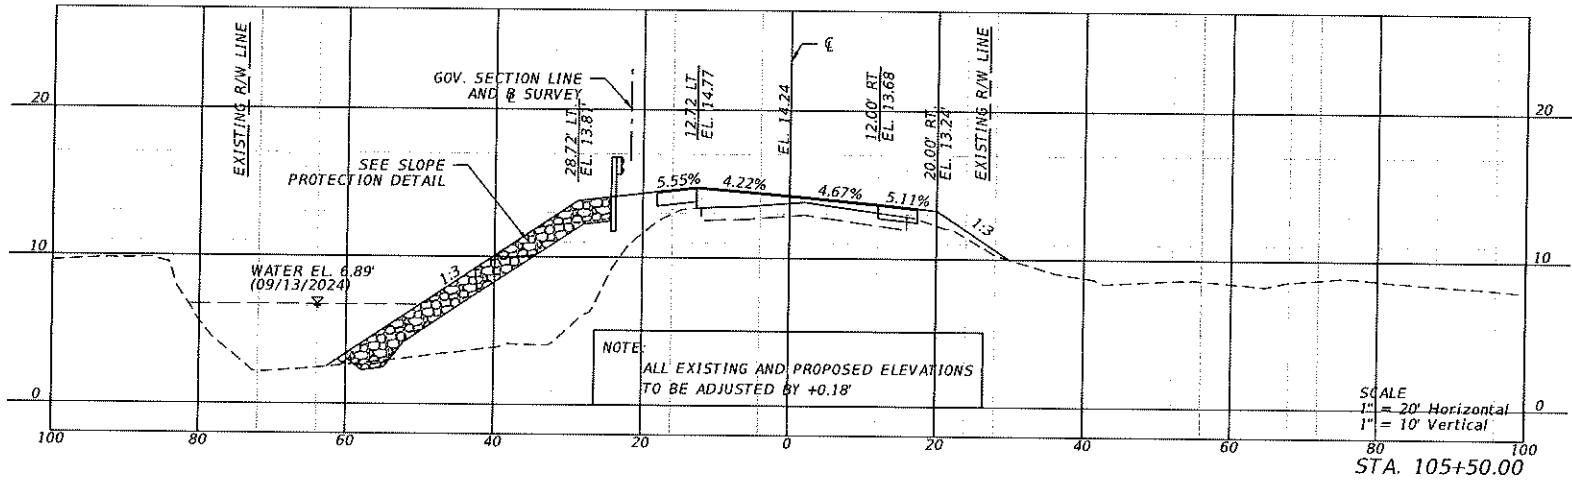 EXISTING R/W LINE
GOV. SECTION LINE
AND ⅊ SURVEY
28.72' LT
EL. 13.81'
12.72 LT
EL. 14.77
℄
EL. 14.24
12.00' RT
EL. 13.68
20.00' RT.
EL. 13.24'
EXISTING R/W LINE
20
20
SEE SLOPE
PROTECTION DETAIL
5.55%
4.22%
4.67%
5.11%
1:3
10
10
WATER EL. 6.89'
(09/13/2024)
1:3
NOTE:
ALL EXISTING AND PROPOSED ELEVATIONS
TO BE ADJUSTED BY +0.18'
0
0
SCALE
1" = 20' Horizontal
1" = 10' Vertical
100 80 60 40 20 0 20 40 60 80 100
STA. 105+50.00